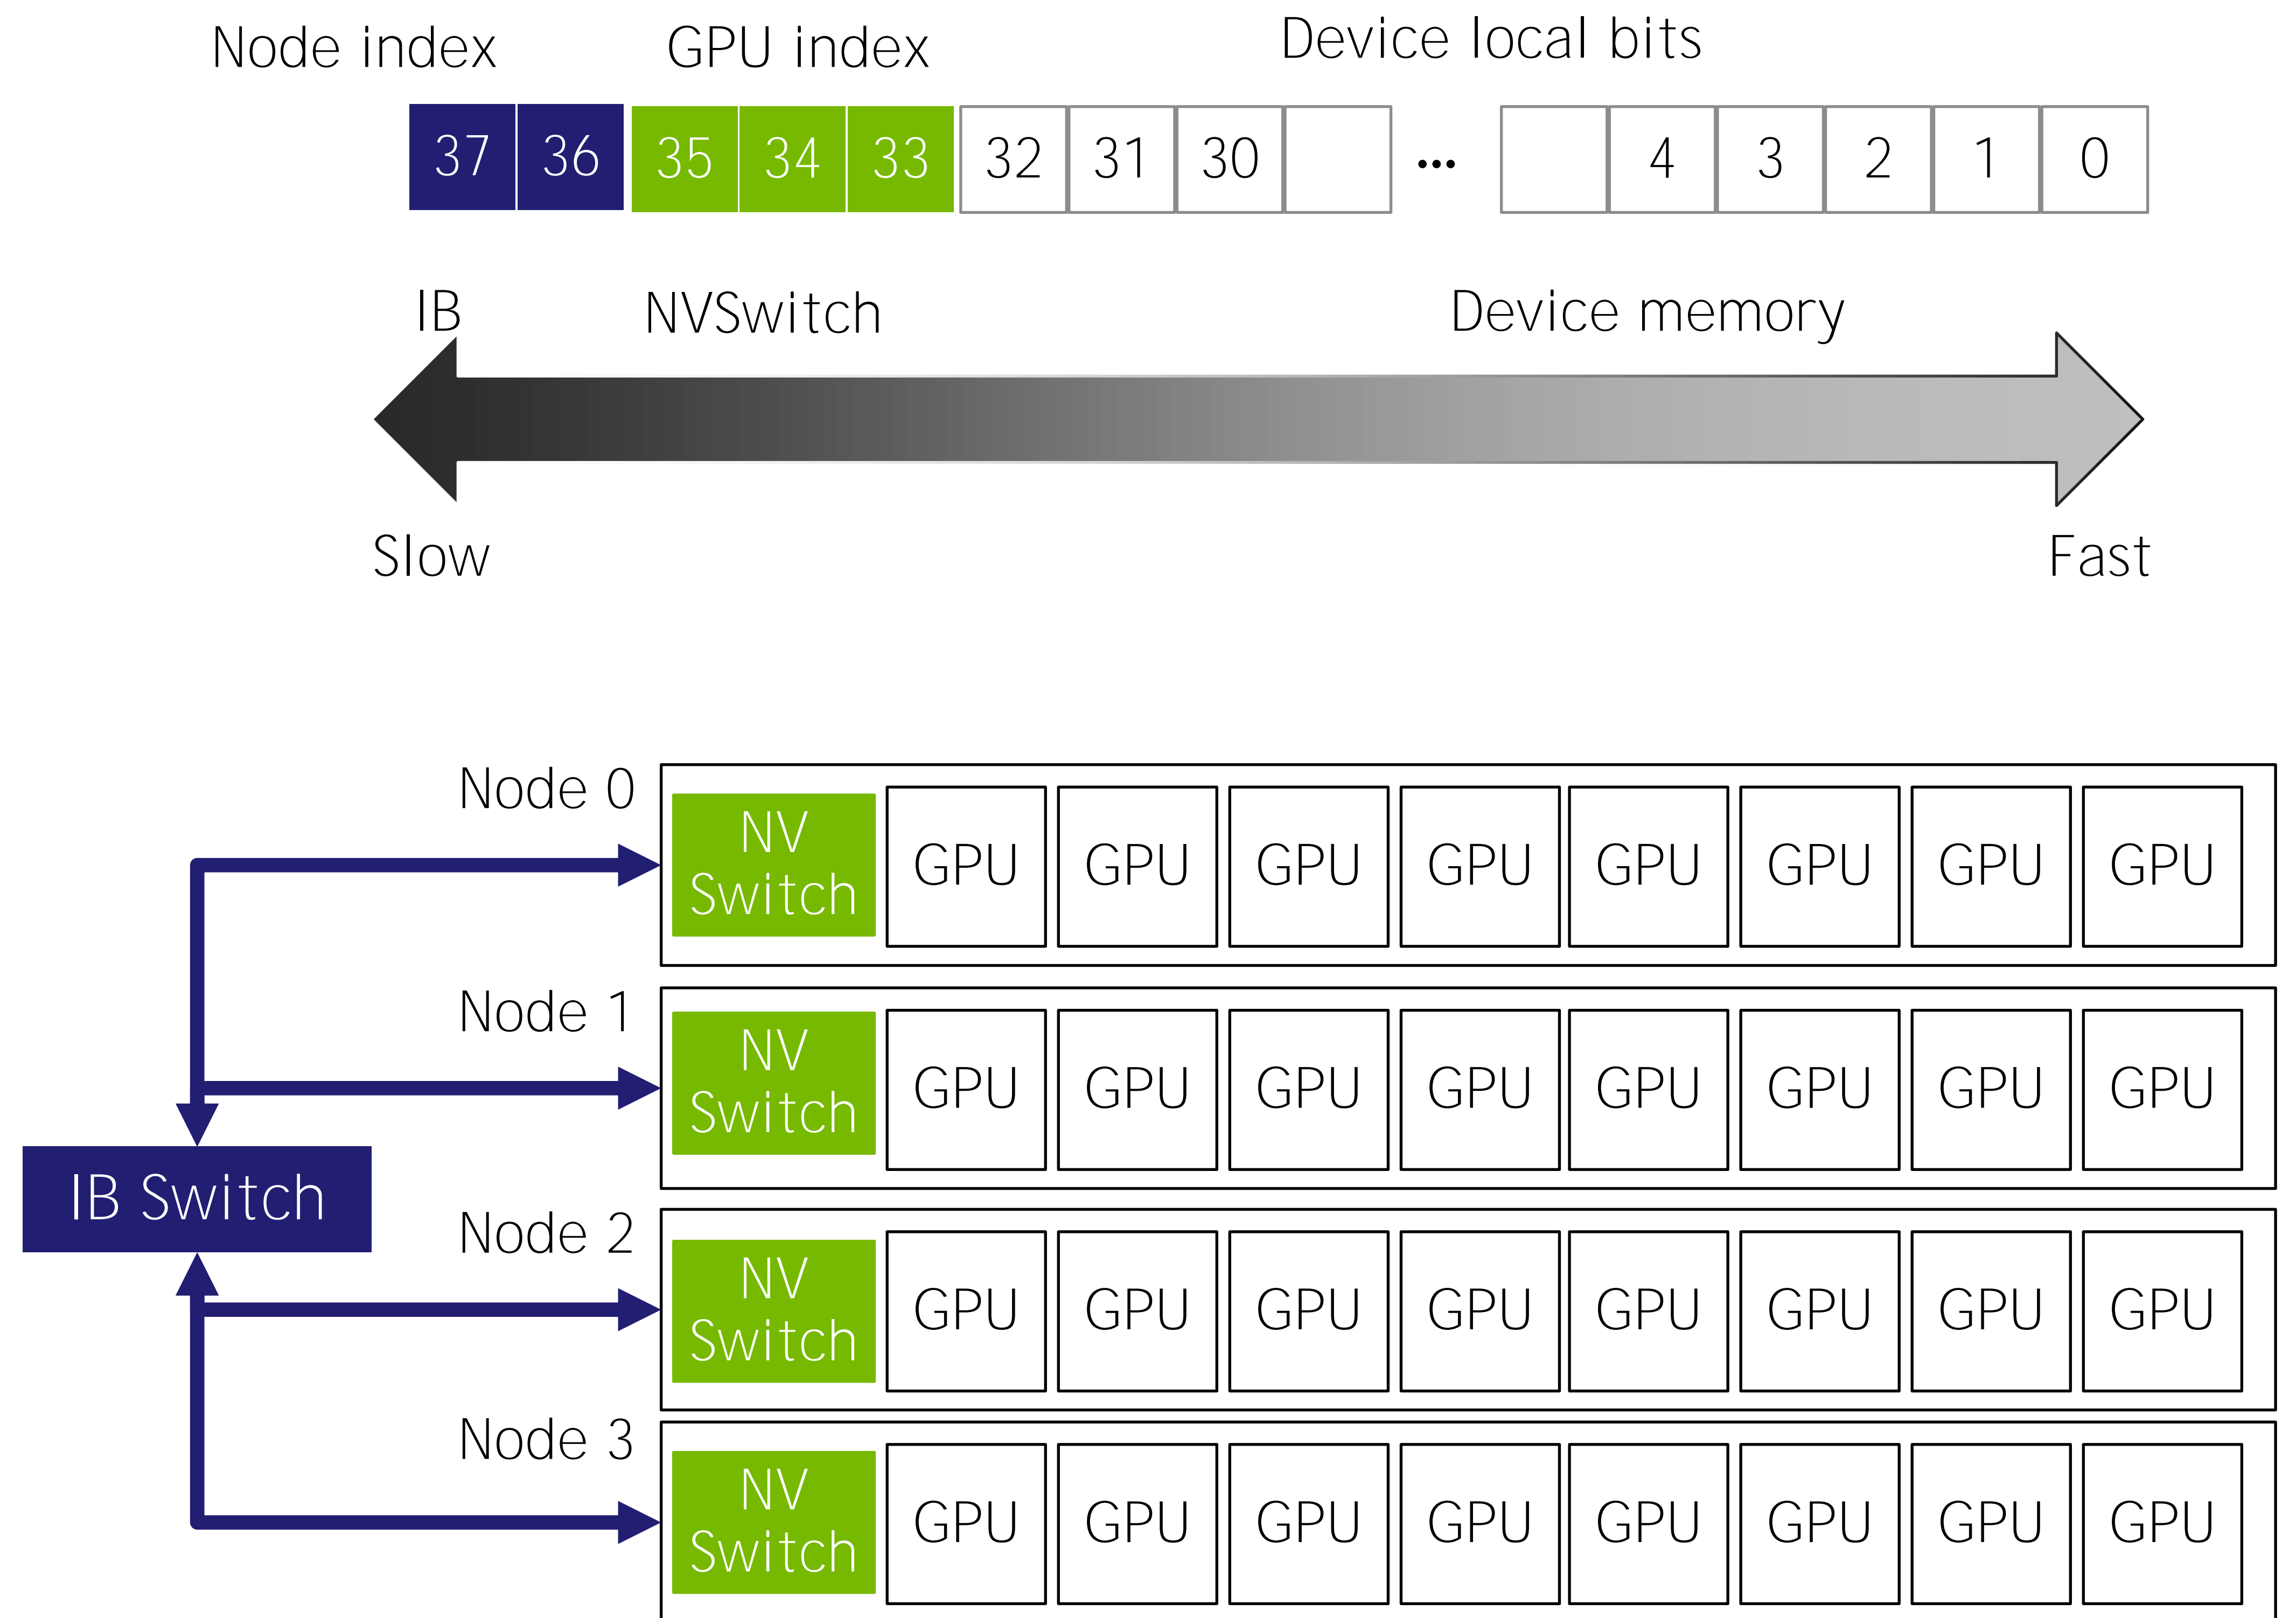 Node index GPU index Device local bits
37 36 35 34 33 32 31 30 ... 4 3 2 1 0
IB NVSwitch Device memory
Slow Fast
Node 0
NV
Switch
GPU GPU GPU GPU GPU GPU GPU GPU
Node 1
NV
Switch
GPU GPU GPU GPU GPU GPU GPU GPU
IB Switch
Node 2
NV
Switch
GPU GPU GPU GPU GPU GPU GPU GPU
Node 3
NV
Switch
GPU GPU GPU GPU GPU GPU GPU GPU